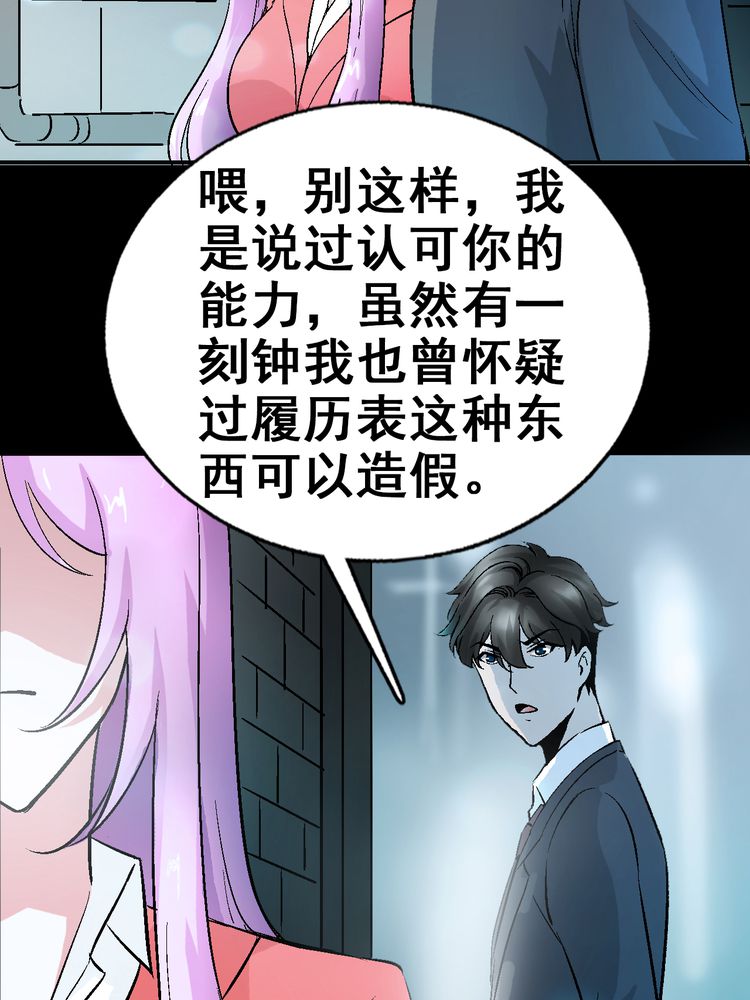 喂，别这样，我
是说过认可你的
能力，虽然有一
刻钟我也曾怀疑
过履历表这种东
西可以造假。